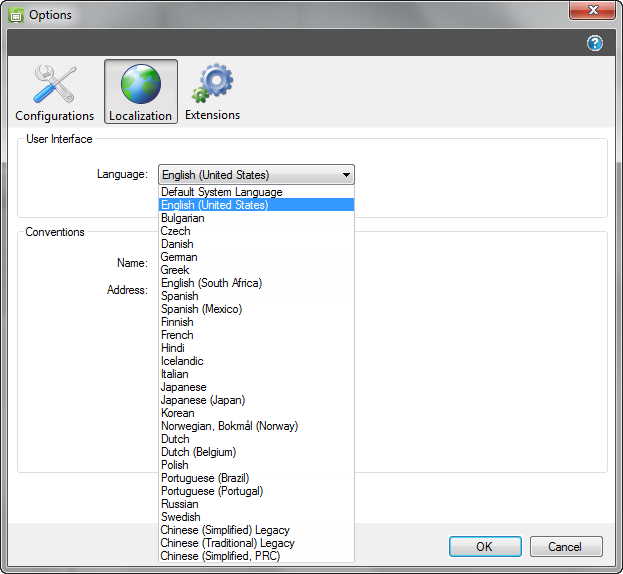 Options
Configurations
Localization
Extensions
User Interface
Language:
English (United States)
Default System Language
English (United States)
Bulgarian
Czech
Danish
German
Greek
English (South Africa)
Spanish
Spanish (Mexico)
Finnish
French
Hindi
Icelandic
Italian
Japanese
Japanese (Japan)
Korean
Norwegian, Bokmål (Norway)
Dutch
Dutch (Belgium)
Polish
Portuguese (Brazil)
Portuguese (Portugal)
Russian
Swedish
Chinese (Simplified) Legacy
Chinese (Traditional) Legacy
Chinese (Simplified, PRC)
Conventions
Name:
Address:
OK
Cancel